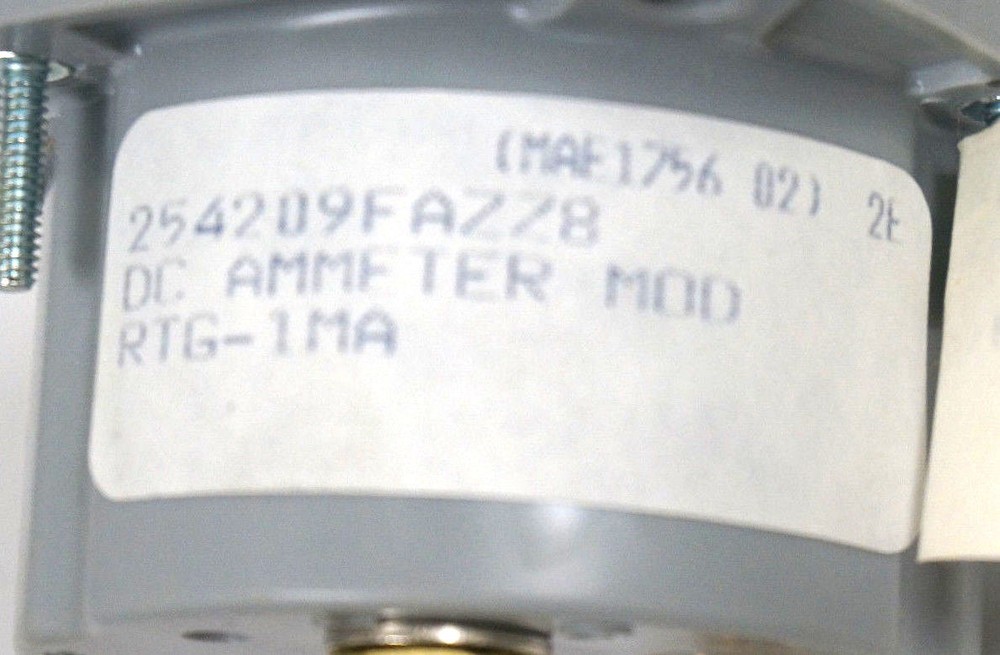 (MAE1756 02) 2E
254209FAZZ8
DC AMMETER MOD
RTG-1MA